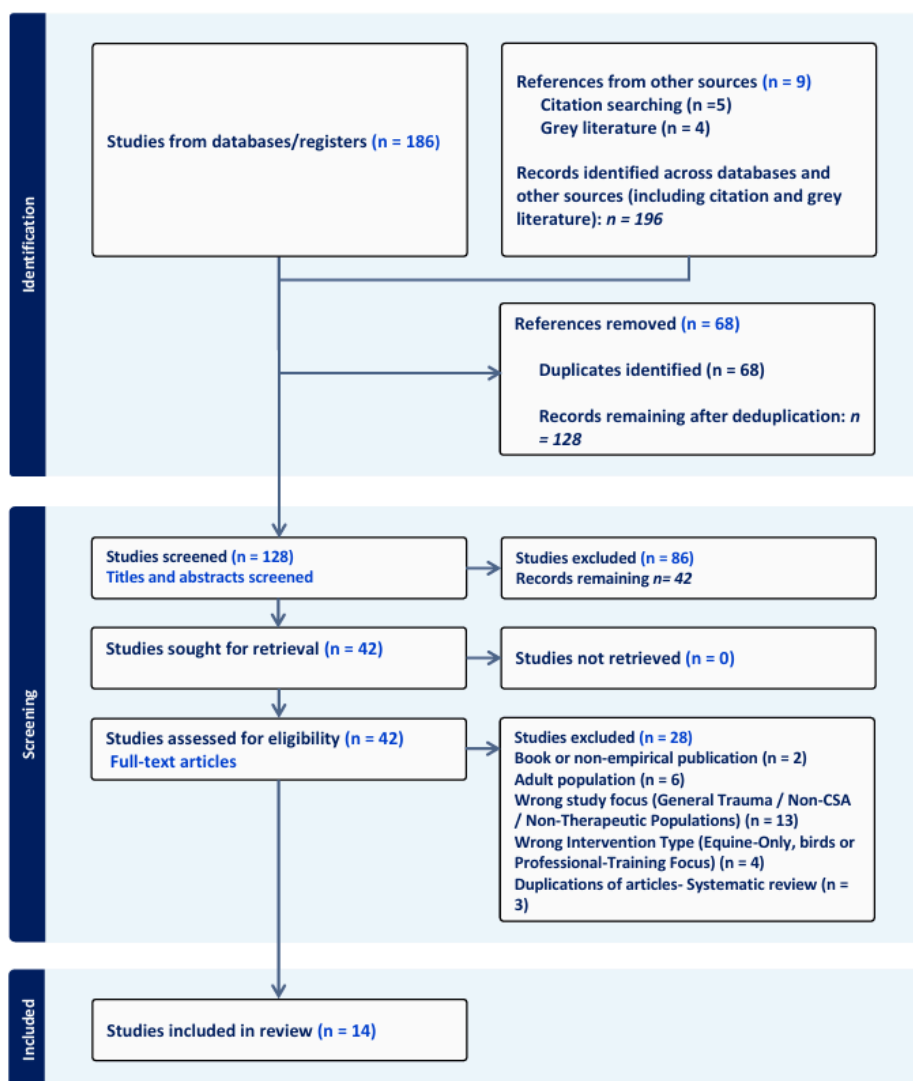 Identification
Studies from databases/registers (n = 186)
References from other sources (n = 9)
Citation searching (n =5)
Grey literature (n = 4)
Records identified across databases and
other sources (including citation and grey
literature): n = 196
References removed (n = 68)
Duplicates identified (n = 68)
Records remaining after deduplication: n
= 128
Screening
Studies screened (n = 128)
Titles and abstracts screened
Studies excluded (n = 86)
Records remaining n= 42
Studies sought for retrieval (n = 42)
Studies not retrieved (n = 0)
Studies assessed for eligibility (n = 42)
Full-text articles
Studies excluded (n = 28)
Book or non-empirical publication (n = 2)
Adult population (n = 6)
Wrong study focus (General Trauma / Non-CSA
/ Non-Therapeutic Populations) (n = 13)
Wrong Intervention Type (Equine-Only, birds or
Professional-Training Focus) (n = 4)
Duplications of articles- Systematic review (n =
3)
Included
Studies included in review (n = 14)